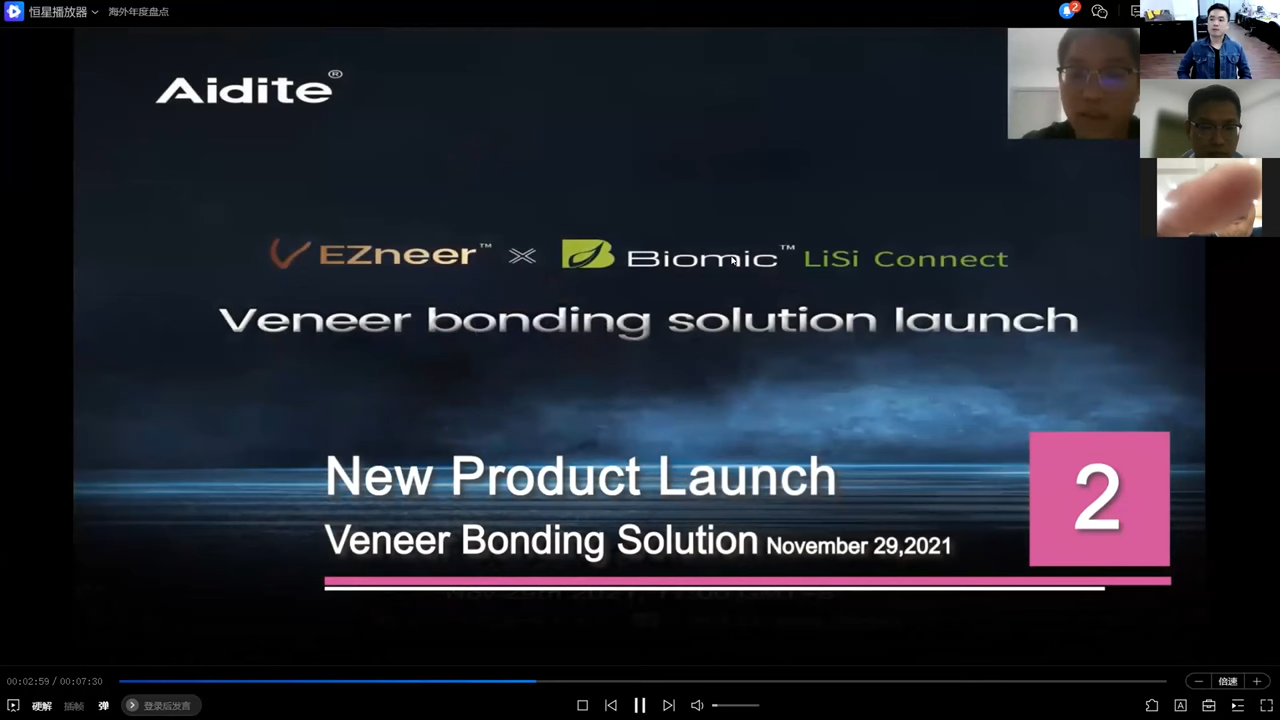 恒星播放器
海外年度盘点
2
Aidite®
EZneer™ × Biomic™ LiSi Connect
Veneer bonding solution launch
New Product Launch
2
Veneer Bonding Solution November 29,2021
00:02:59 / 00:07:30
倍速
硬解
插帧
弹
登录后发言